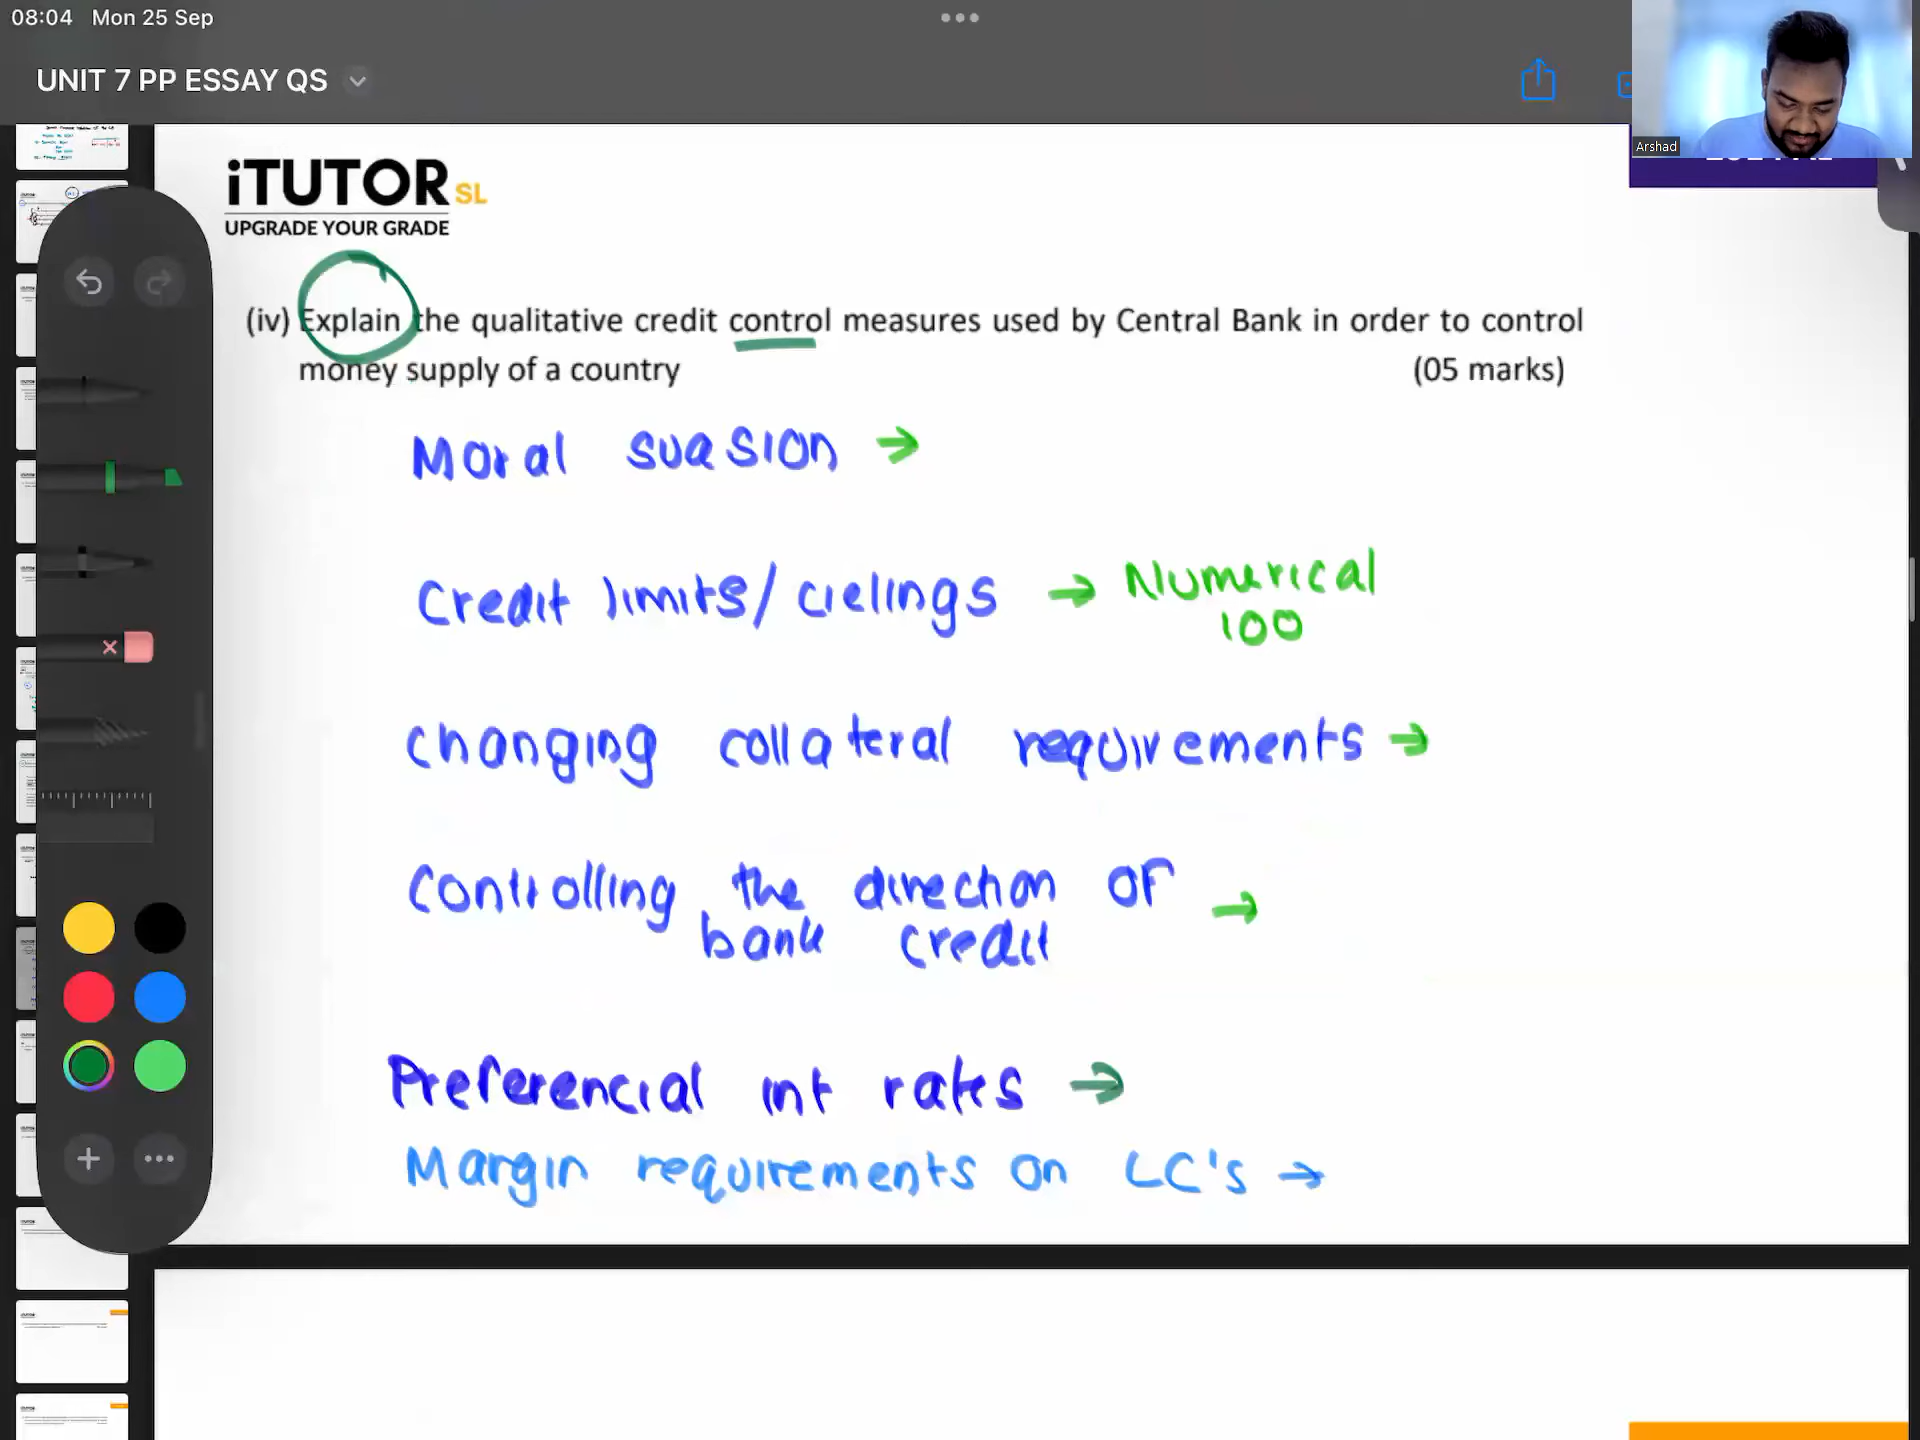 08:04 Mon 25 Sep
UNIT 7 PP ESSAY QS
Arshad
iTUTOR SL
UPGRADE YOUR GRADE
(iv) Explain the qualitative credit control measures used by Central Bank in order to control
money supply of a country (05 marks)
Moral suasion →
Credit limits/cielings → Numerical
100
changing collateral requirements →
Controlling the direction of →
bank credit
Preferencial int rates →
Margin requirements on LC's →